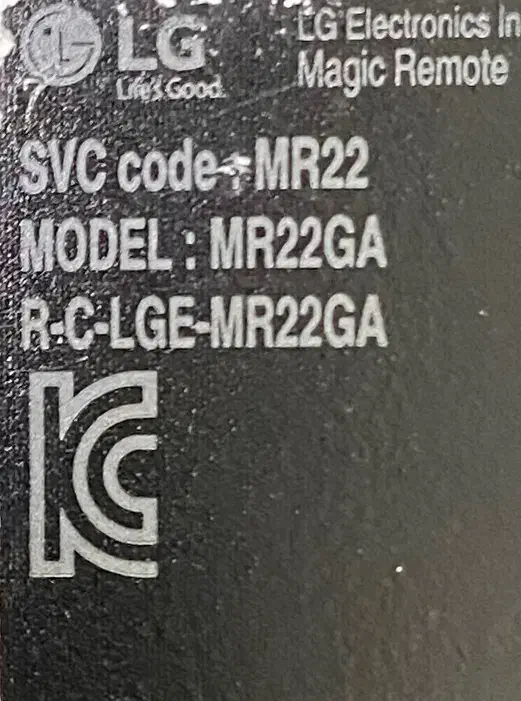 LG
Life's Good.
LG Electronics In
Magic Remote
SVC code : MR22
MODEL : MR22GA
R-C-LGE-MR22GA